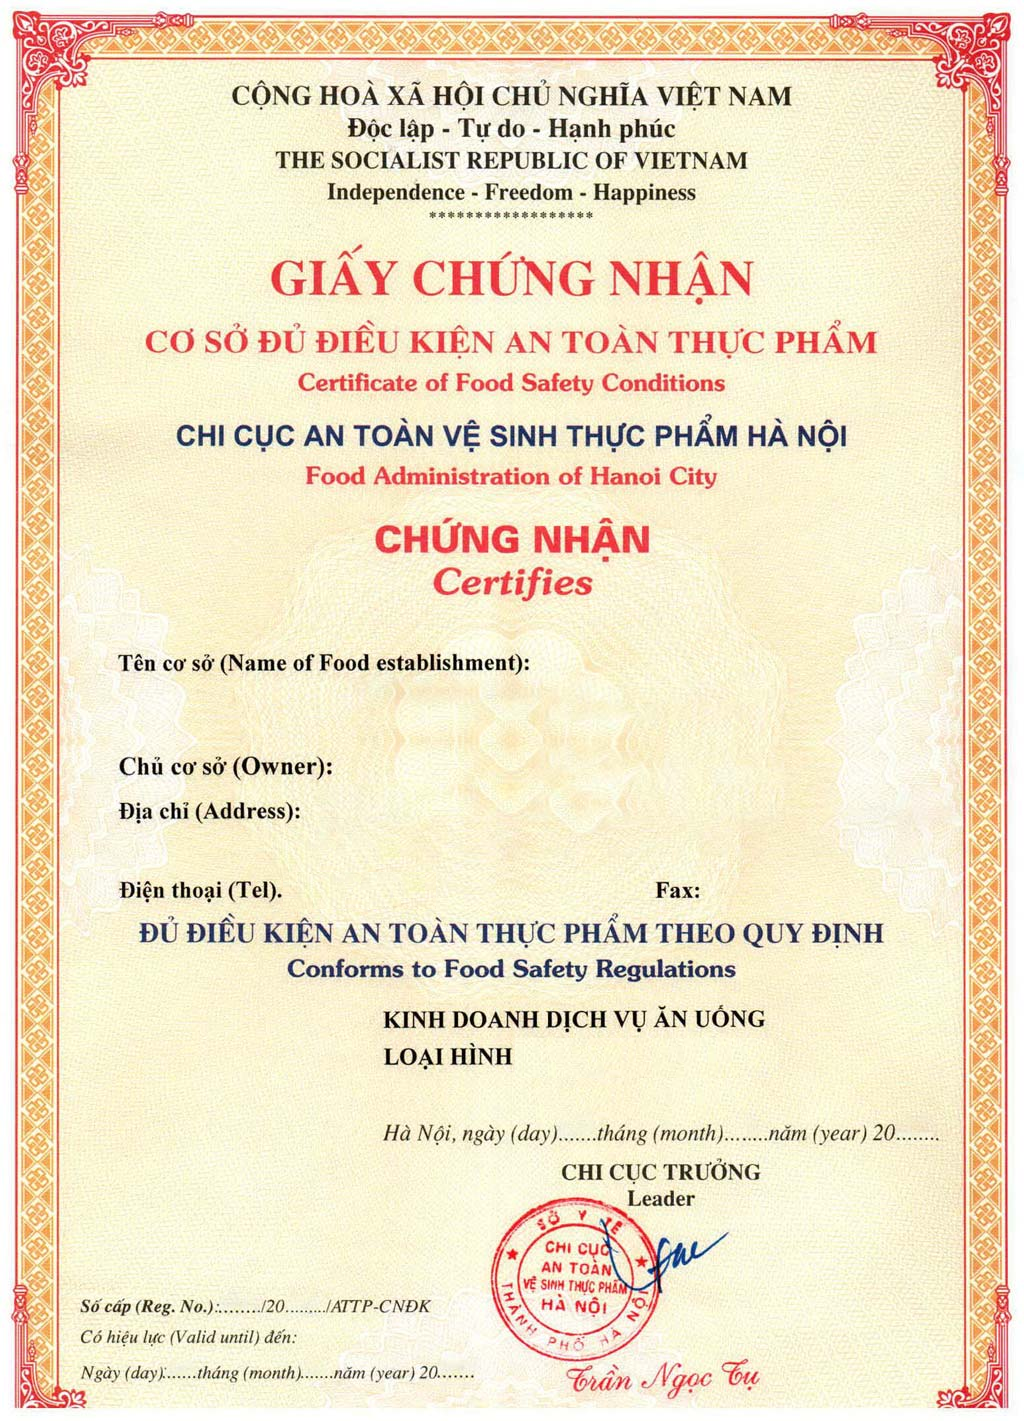 CỘNG HOÀ XÃ HỘI CHỦ NGHĨA VIỆT NAM
Độc lập - Tự do - Hạnh phúc
THE SOCIALIST REPUBLIC OF VIETNAM
Independence - Freedom - Happiness
******************
GIẤY CHỨNG NHẬN
CƠ SỞ ĐỦ ĐIỀU KIỆN AN TOÀN THỰC PHẨM
Certificate of Food Safety Conditions
CHI CỤC AN TOÀN VỆ SINH THỰC PHẨM HÀ NỘI
Food Administration of Hanoi City
CHỨNG NHẬN
Certifies
Tên cơ sở (Name of Food establishment):
Chủ cơ sở (Owner):
Địa chỉ (Address):
Điện thoại (Tel). Fax:
ĐỦ ĐIỀU KIỆN AN TOÀN THỰC PHẨM THEO QUY ĐỊNH
Conforms to Food Safety Regulations
KINH DOANH DỊCH VỤ ĂN UỐNG
LOẠI HÌNH
Hà Nội, ngày (day).......tháng (month)........năm (year) 20........
CHI CỤC TRƯỞNG
Leader
SỞ Y TẾ
CHI CỤC
AN TOÀN
VỆ SINH THỰC PHẨM
HÀ NỘI
THÀNH PHỐ HÀ NỘI
Số cấp (Reg. No.):......../20........./ATTP-CNĐK
Có hiệu lực (Valid until) đến:
Ngày (day):......tháng (month).......năm (year) 20.......
Trần Ngọc Tụ